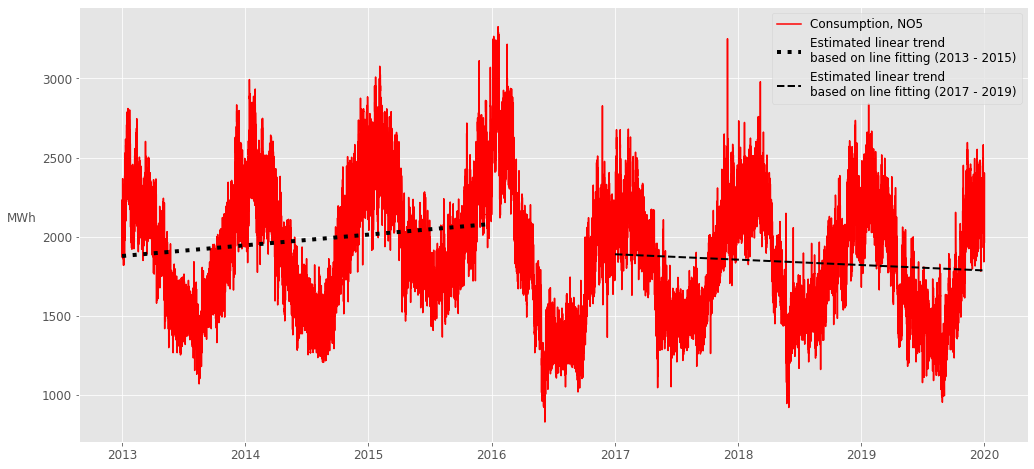 Consumption, NO5
Estimated linear trend
based on line fitting (2013 - 2015)
Estimated linear trend
based on line fitting (2017 - 2019)
3000
2500
2000
MWh
1500
1000
2013 2014 2015 2016 2017 2018 2019 2020